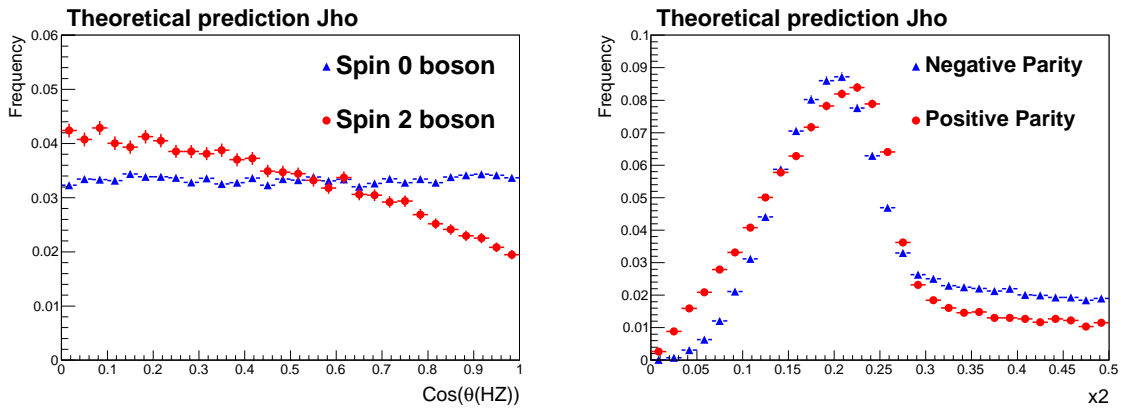 Theoretical prediction Jho
Frequency
0.06
0.05
0.04
0.03
0.02
0.01
0
Spin 0 boson
Spin 2 boson
0 0.1 0.2 0.3 0.4 0.5 0.6 0.7 0.8 0.9 1
Cos(θ(HZ))
Theoretical prediction Jho
Frequency
0.1
0.09
0.08
0.07
0.06
0.05
0.04
0.03
0.02
0.01
0
Negative Parity
Positive Parity
0 0.05 0.1 0.15 0.2 0.25 0.3 0.35 0.4 0.45 0.5
x2